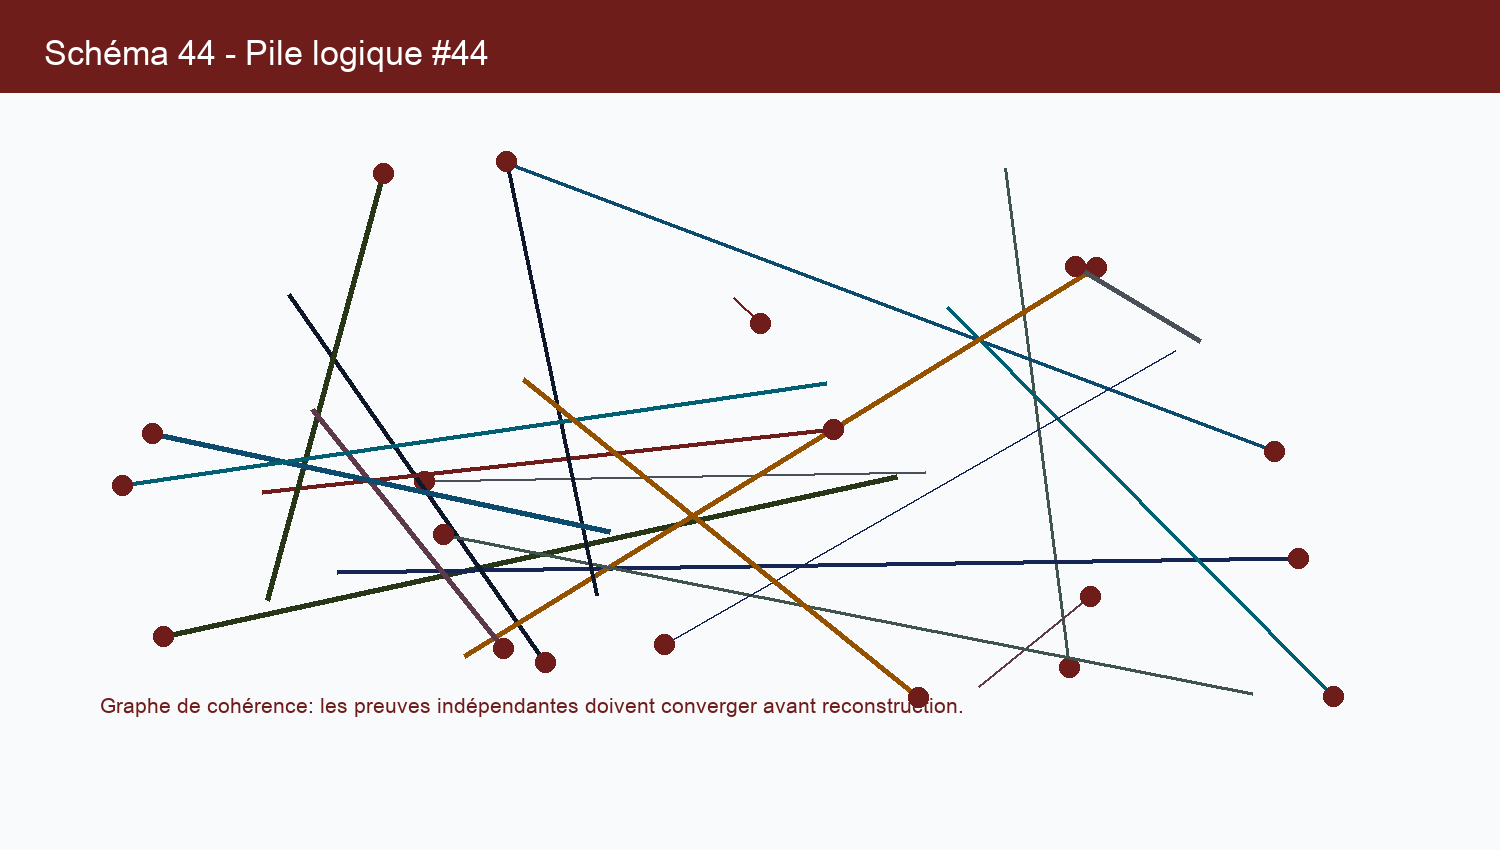 Schéma 44 - Pile logique #44
Graphe de cohérence: les preuves indépendantes doivent converger avant reconstruction.